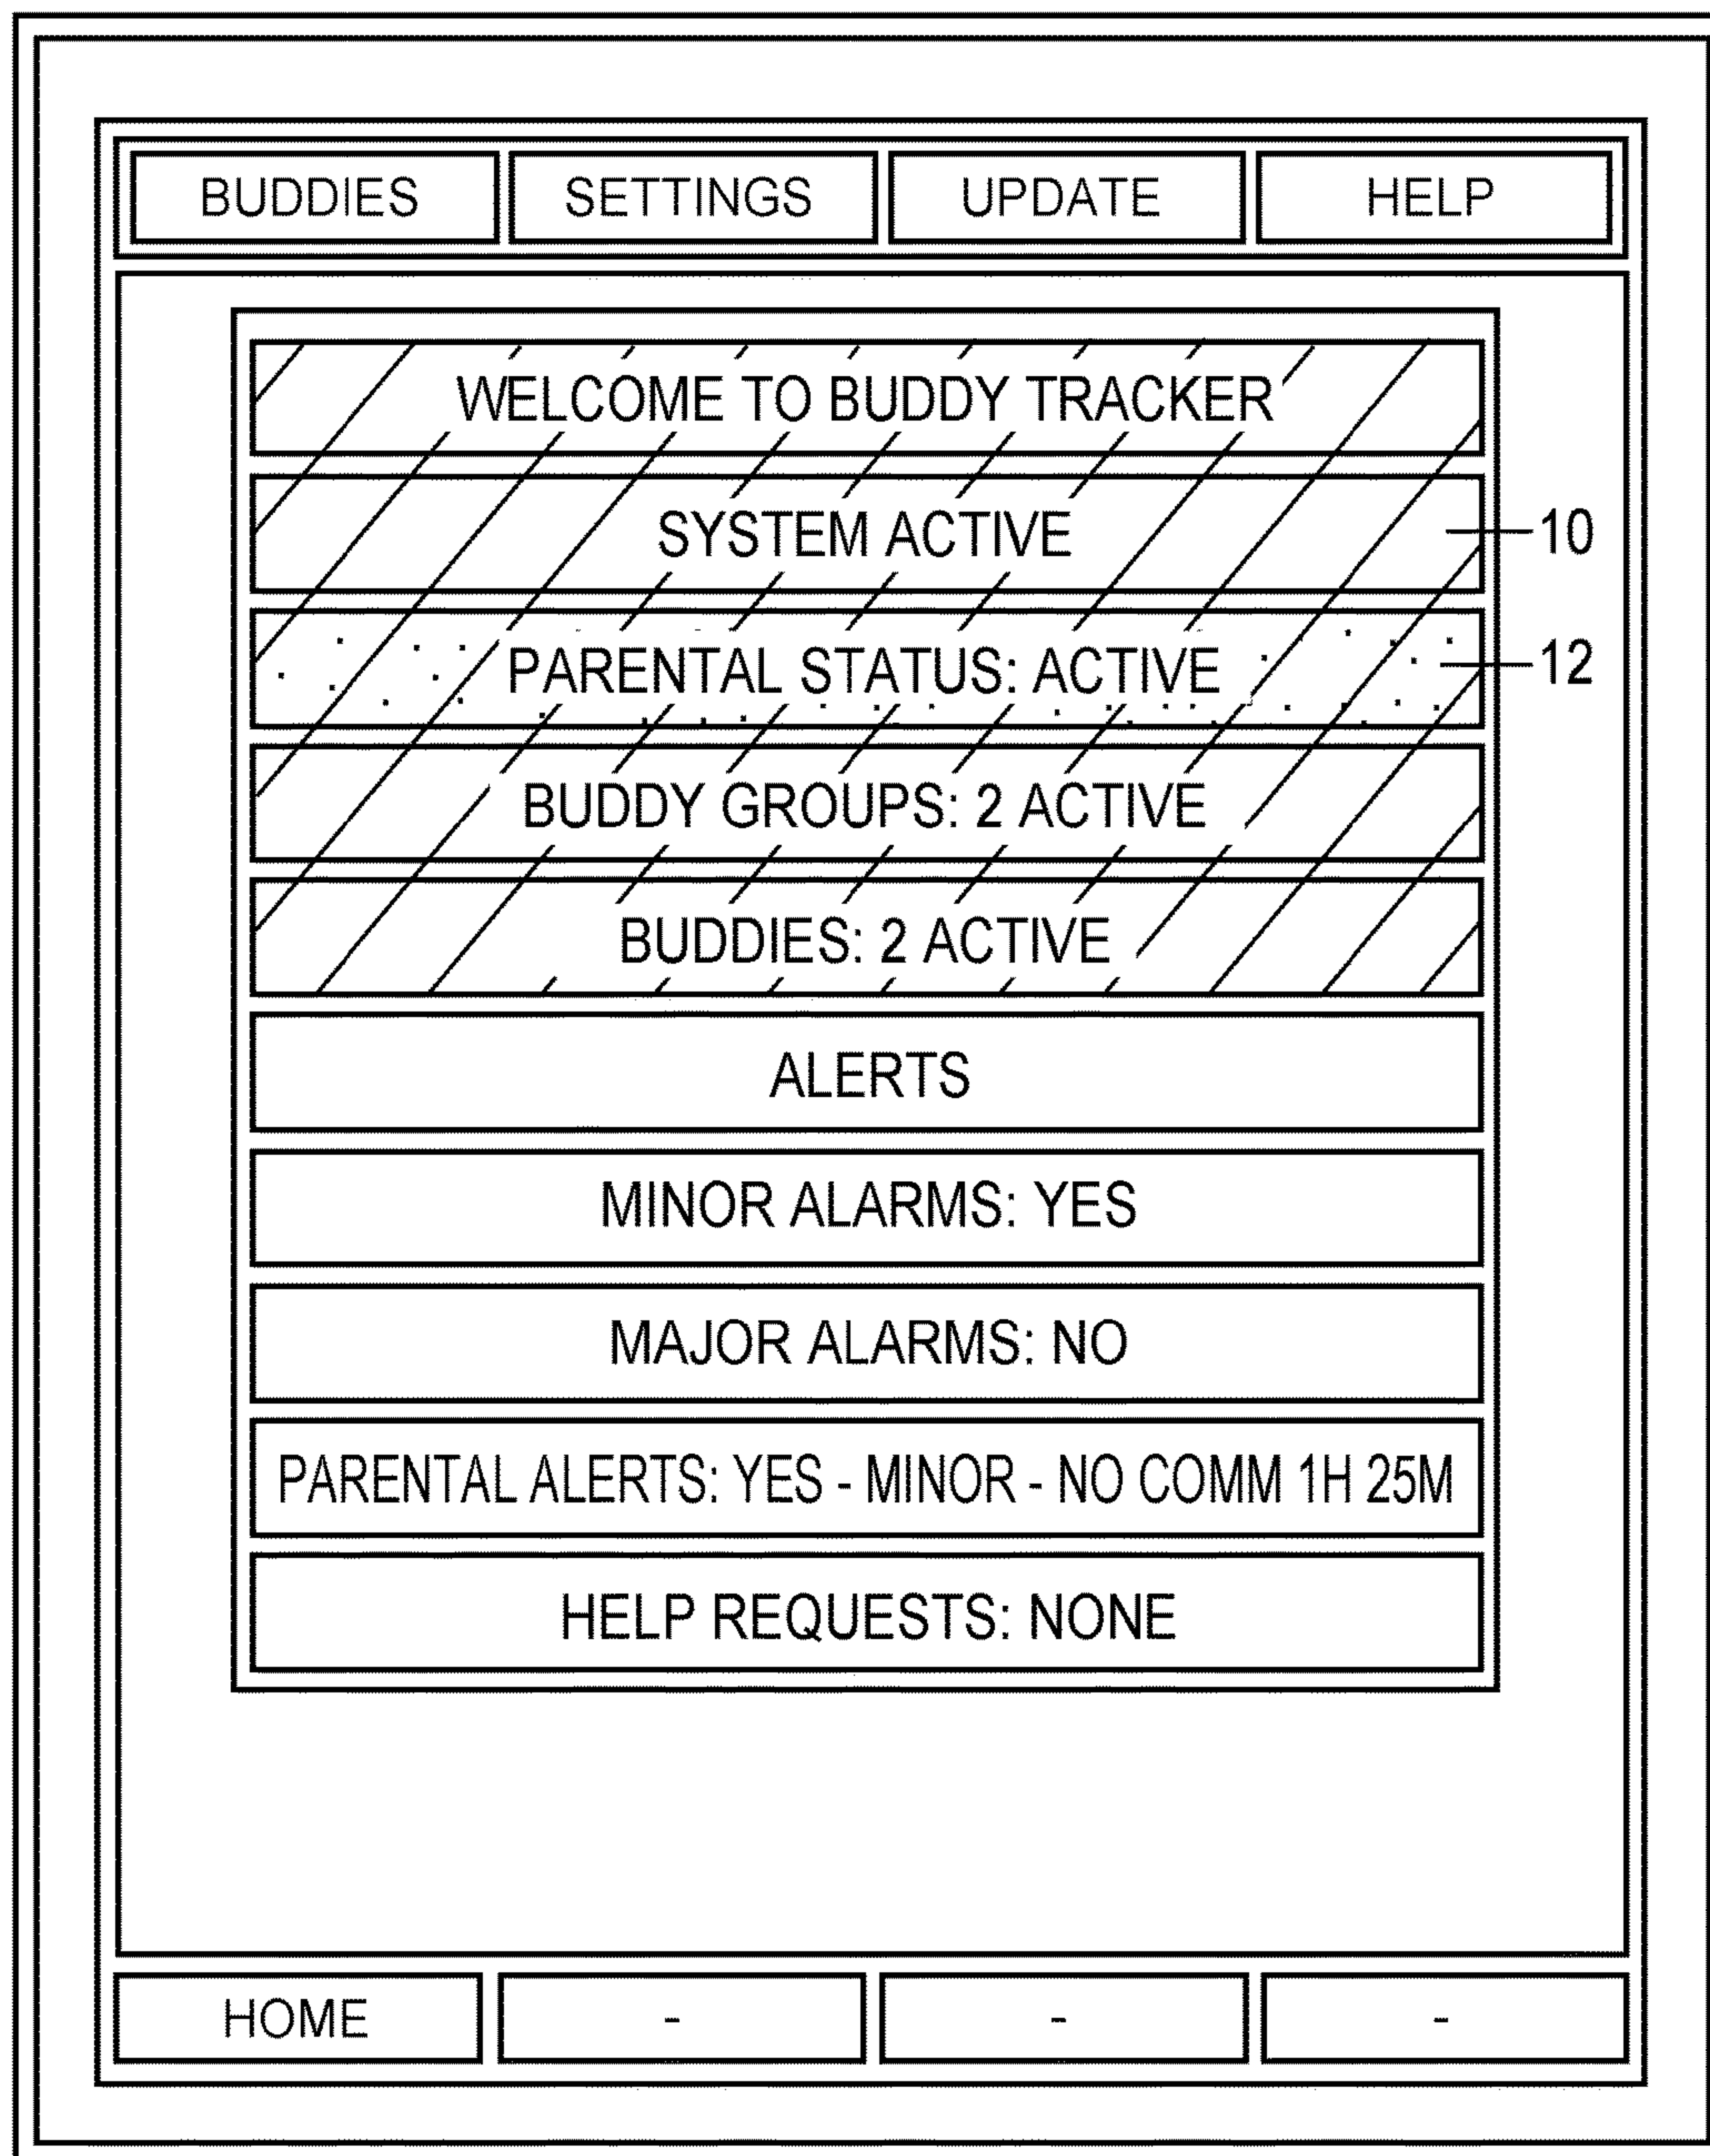 BUDDIES SETTINGS UPDATE HELP
WELCOME TO BUDDY TRACKER
SYSTEM ACTIVE 10
PARENTAL STATUS: ACTIVE 12
BUDDY GROUPS: 2 ACTIVE
BUDDIES: 2 ACTIVE
ALERTS
MINOR ALARMS: YES
MAJOR ALARMS: NO
PARENTAL ALERTS: YES - MINOR - NO COMM 1H 25M
HELP REQUESTS: NONE
HOME - - -